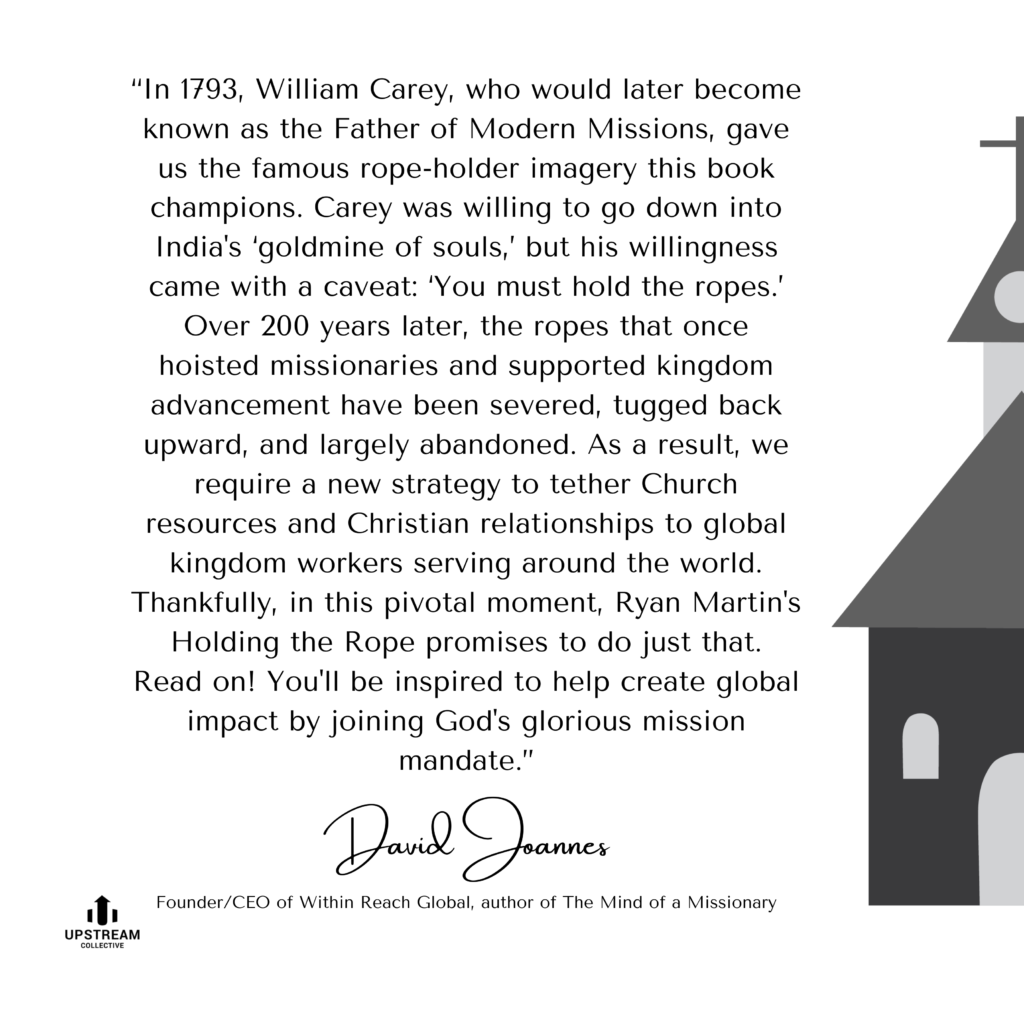 “In 1793, William Carey, who would later become
known as the Father of Modern Missions, gave
us the famous rope-holder imagery this book
champions. Carey was willing to go down into
India's ‘goldmine of souls,’ but his willingness
came with a caveat: ‘You must hold the ropes.’
Over 200 years later, the ropes that once
hoisted missionaries and supported kingdom
advancement have been severed, tugged back
upward, and largely abandoned. As a result, we
require a new strategy to tether Church
resources and Christian relationships to global
kingdom workers serving around the world.
Thankfully, in this pivotal moment, Ryan Martin's
Holding the Rope promises to do just that.
Read on! You'll be inspired to help create global
impact by joining God's glorious mission
mandate.”
David Joannes
Founder/CEO of Within Reach Global, author of The Mind of a Missionary
UPSTREAM
COLLECTIVE